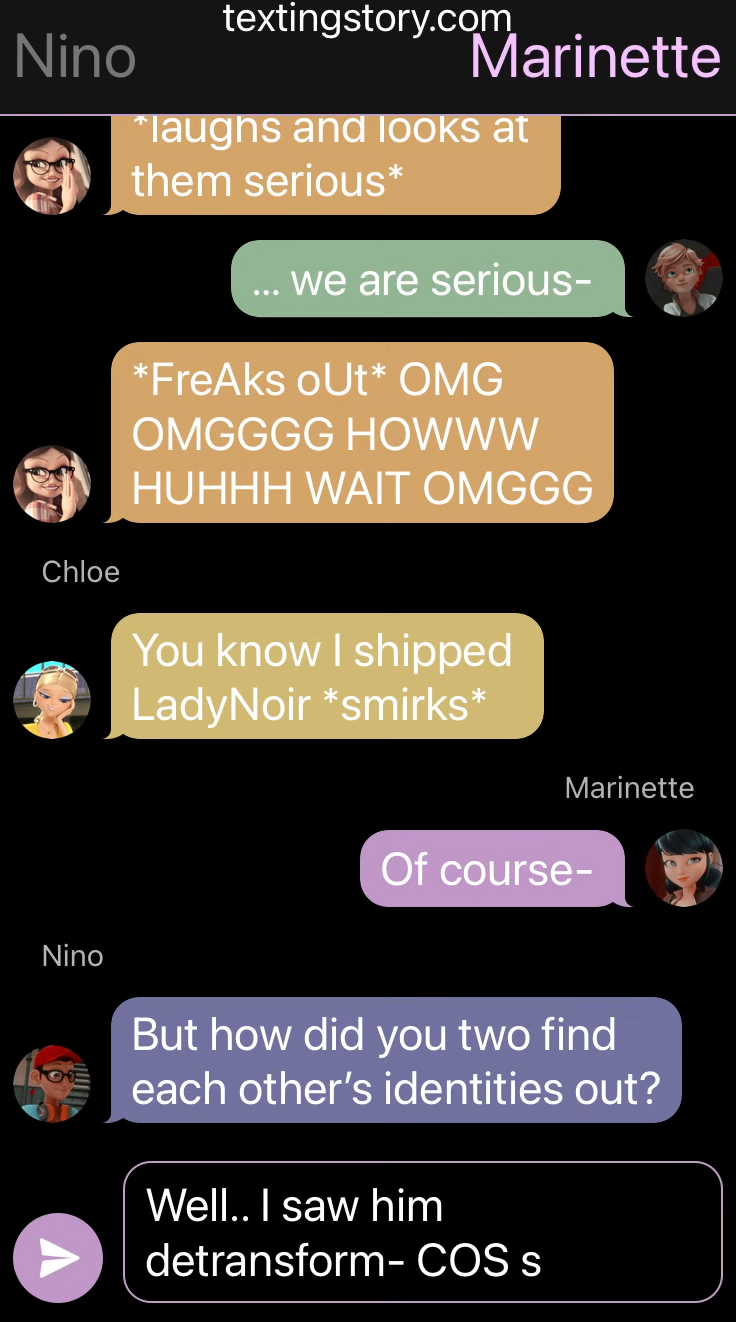 textingstory.com
Nino
Marinette
*laughs and looks at
them serious*
... we are serious-
*FreAks oUt* OMG
OMGGGG HOWWW
HUHHH WAIT OMGGG
Chloe
You know I shipped
LadyNoir *smirks*
Marinette
Of course-
Nino
But how did you two find
each other’s identities out?
Well.. I saw him
detransform- COS s